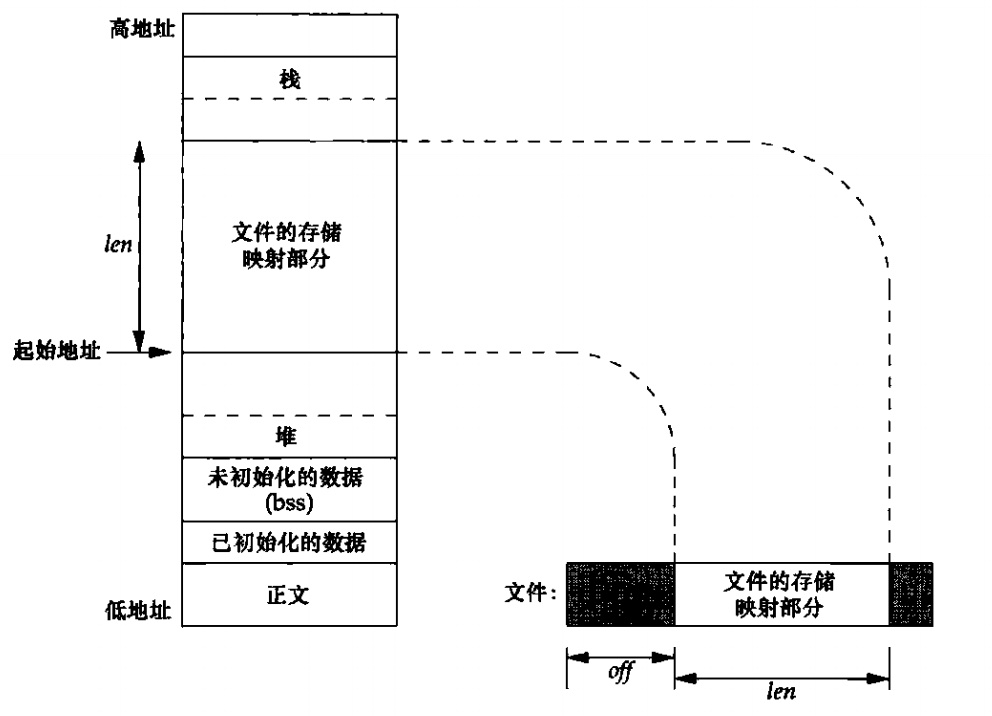 高地址
栈
len
文件的存储
映射部分
起始地址
堆
未初始化的数据
(bss)
已初始化的数据
正文
低地址
文件:
文件的存储
映射部分
off
len